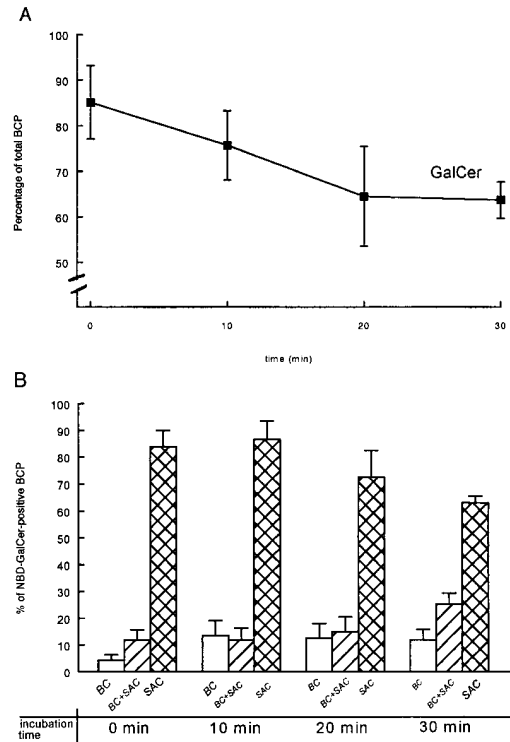 A
Percentage of total BCP
100
90
80
70
60
50
GalCer
0 10 20 30
time (min)
B
% of NBD-GalCer-positive BCP
100
90
80
70
60
50
40
30
20
10
0
BC BC+SAC SAC BC BC+SAC SAC BC BC+SAC SAC BC BC+SAC SAC
incubation time 0 min 10 min 20 min 30 min